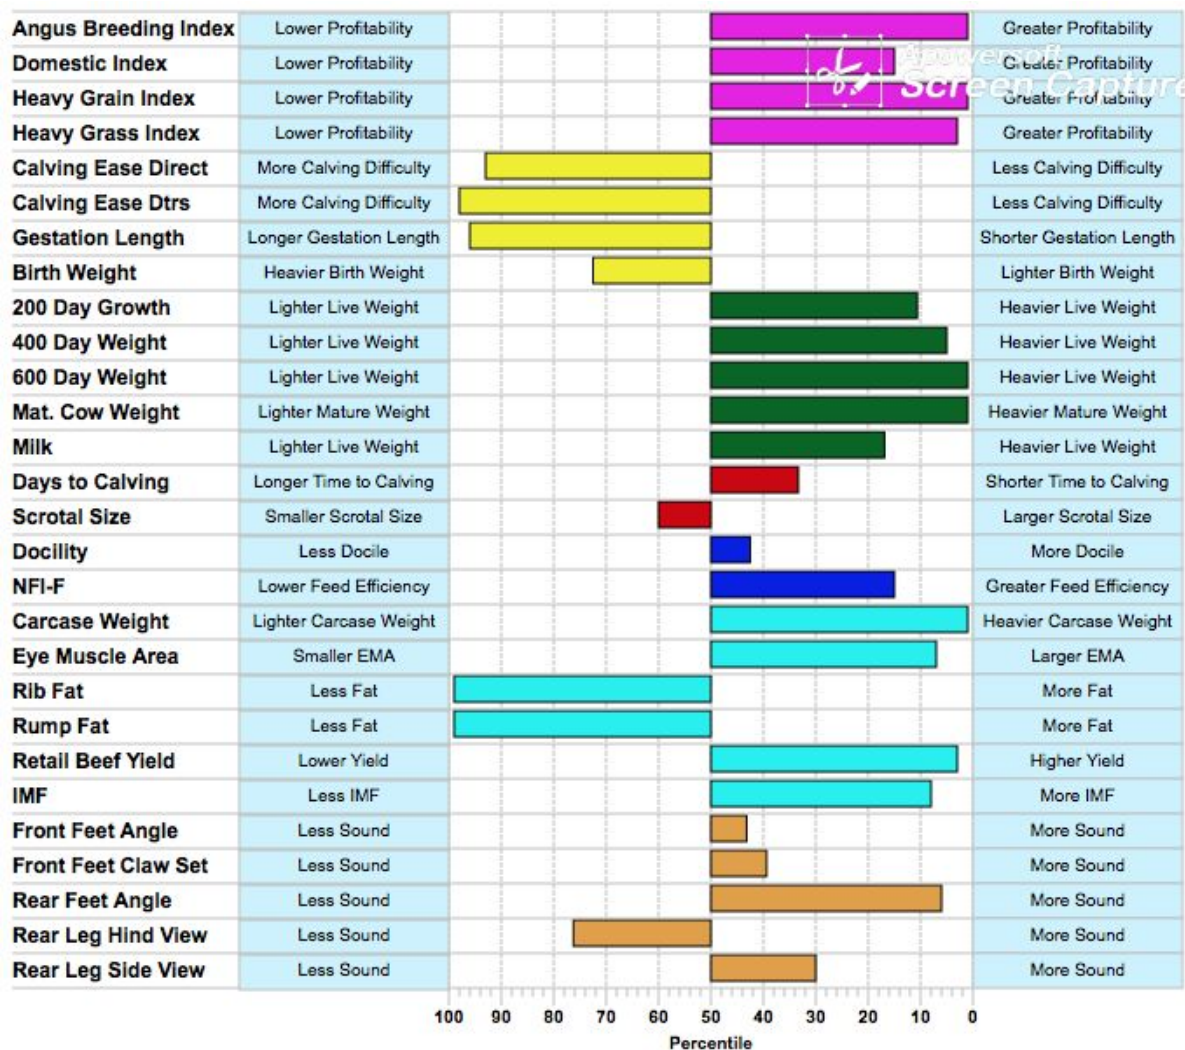 Angus Breeding Index Lower Profitability Greater Profitability
Domestic Index Lower Profitability Greater Profitability
Apowersoft
Screen Capture
Heavy Grain Index Lower Profitability Greater Profitability
Heavy Grass Index Lower Profitability Greater Profitability
Calving Ease Direct More Calving Difficulty Less Calving Difficulty
Calving Ease Dtrs More Calving Difficulty Less Calving Difficulty
Gestation Length Longer Gestation Length Shorter Gestation Length
Birth Weight Heavier Birth Weight Lighter Birth Weight
200 Day Growth Lighter Live Weight Heavier Live Weight
400 Day Weight Lighter Live Weight Heavier Live Weight
600 Day Weight Lighter Live Weight Heavier Live Weight
Mat. Cow Weight Lighter Mature Weight Heavier Mature Weight
Milk Lighter Live Weight Heavier Live Weight
Days to Calving Longer Time to Calving Shorter Time to Calving
Scrotal Size Smaller Scrotal Size Larger Scrotal Size
Docility Less Docile More Docile
NFI-F Lower Feed Efficiency Greater Feed Efficiency
Carcase Weight Lighter Carcase Weight Heavier Carcase Weight
Eye Muscle Area Smaller EMA Larger EMA
Rib Fat Less Fat More Fat
Rump Fat Less Fat More Fat
Retail Beef Yield Lower Yield Higher Yield
IMF Less IMF More IMF
Front Feet Angle Less Sound More Sound
Front Feet Claw Set Less Sound More Sound
Rear Feet Angle Less Sound More Sound
Rear Leg Hind View Less Sound More Sound
Rear Leg Side View Less Sound More Sound
100 90 80 70 60 50 40 30 20 10 0
Percentile